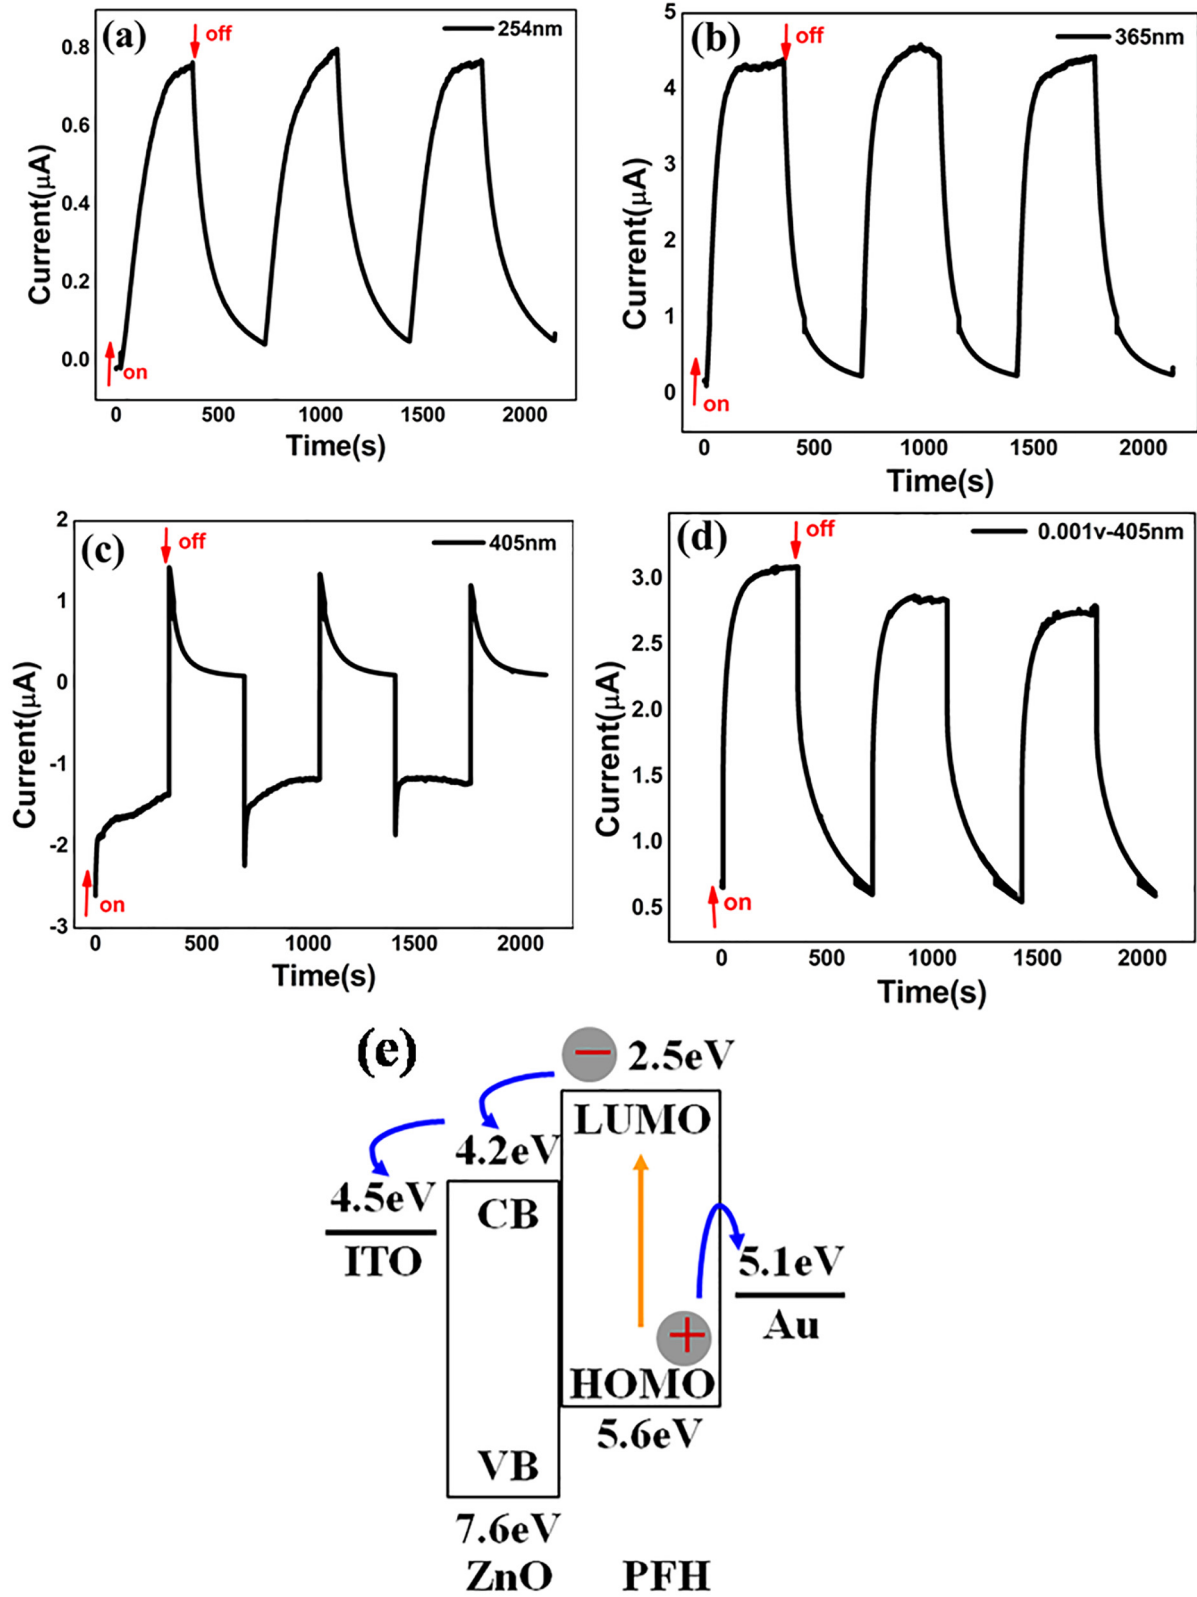 (a)
off
254nm
0.8
0.6
0.4
0.2
0.0
on
0 500 1000 1500 2000
Time(s)
Current(μA)
(b)
off
365nm
5
4
3
2
1
0
on
0 500 1000 1500 2000
Time(s)
Current(μA)
(c)
off
405nm
2
1
0
-1
-2
-3
on
0 500 1000 1500 2000
Time(s)
Current(μA)
(d)
off
0.001v-405nm
3.0
2.5
2.0
1.5
1.0
0.5
on
0 500 1000 1500 2000
Time(s)
Current(μA)
(e)
− 2.5eV
LUMO
4.2eV
4.5eV
CB
ITO
5.1eV
Au
+
HOMO
5.6eV
VB
7.6eV
ZnO PFH